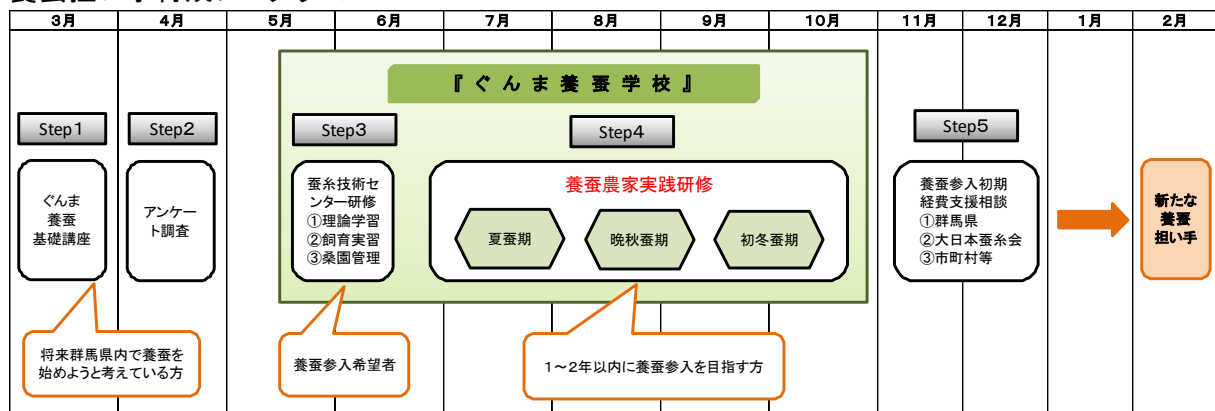 3月
4月
5月
6月
7月
8月
9月
10月
11月
12月
1月
2月
『ぐんま養蚕学校』
Step1
Step2
Step3
Step4
Step5
ぐんま
養蚕
基礎講座
アンケー
ト調査
蚕糸技術セ
ンター研修
①理論学習
②飼育実習
③桑園管理
養蚕農家実践研修
夏蚕期
晩秋蚕期
初冬蚕期
養蚕参入初期
経費支援相談
①群馬県
②大日本蚕糸会
③市町村等
新たな
養蚕
担い手
将来群馬県内で養蚕を
始めようと考えている方
養蚕参入希望者
1～2年以内に養蚕参入を目指す方